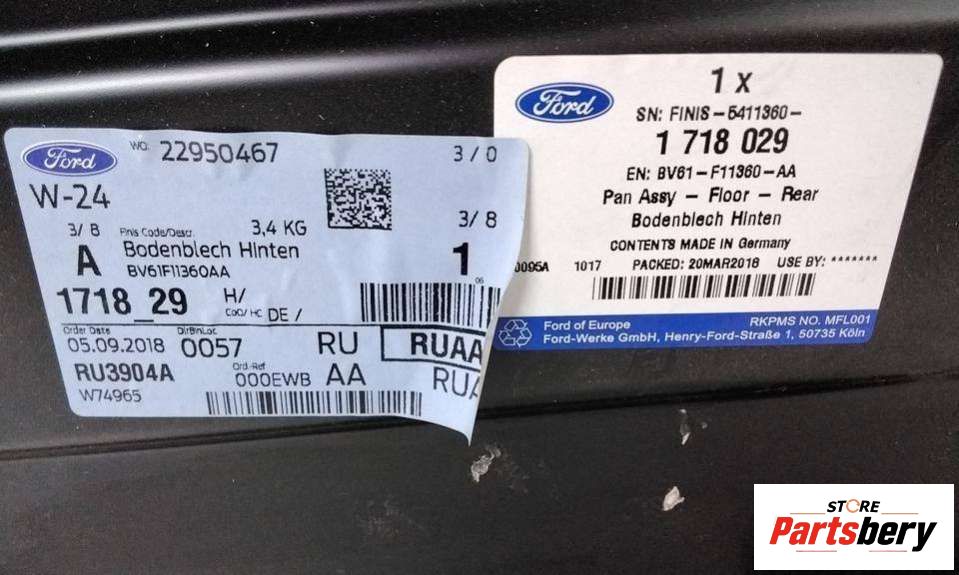 Ford
WO: 22950467
3 / 0
W-24
3/ 8
3/ B
Finis Code/Descr.
3,4 KG
A
Bodenblech Hinten
1
BV61F11360AA
1718_29
H/
CoO/ HC DE /
Order Date
DirBinLoc
05.09.2018
0057
RU
RUAA
RU3904A
Ord.-Ref
000EWB
AA
W74965
Ford
1 x
SN: FINIS-5411360-
1 718 029
EN: BV61-F11360-AA
Pan Assy - Floor - Rear
Bodenblech Hinten
CONTENTS MADE IN Germany
0095A 1017 PACKED: 20MAR2018 USE BY: *******
Ford of Europe
RKPMS NO. MFL001
Ford-Werke GmbH, Henry-Ford-Straße 1, 50735 Köln
STORE
Partsbery